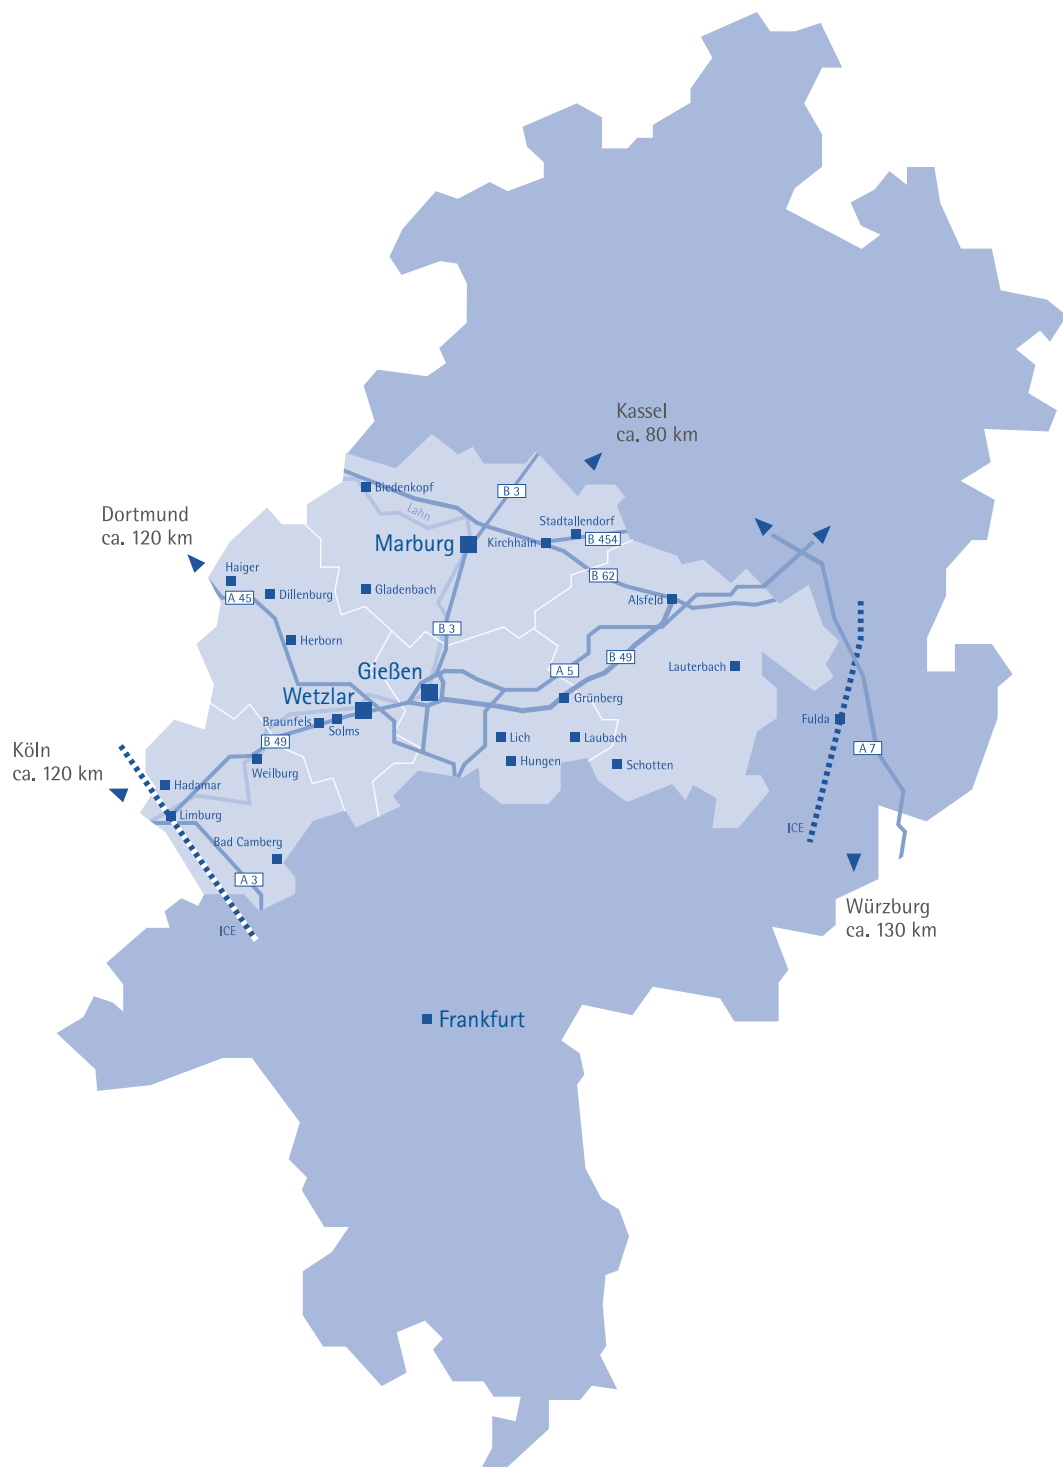 Kassel
ca. 80 km
Biedenkopf
B 3
Lahn
Dortmund
ca. 120 km
Stadtallendorf
Marburg
Kirchhain
B 454
Haiger
B 62
A 45
Dillenburg
Gladenbach
Alsfeld
Herborn
B 3
B 49
Gießen
A 5
Lauterbach
Wetzlar
Grünberg
Braunfels
Solms
Fulda
B 49
Lich
Laubach
A 7
Köln
ca. 120 km
Weilburg
Hungen
Schotten
Hadamar
Limburg
ICE
Bad Camberg
A 3
Würzburg
ca. 130 km
ICE
Frankfurt